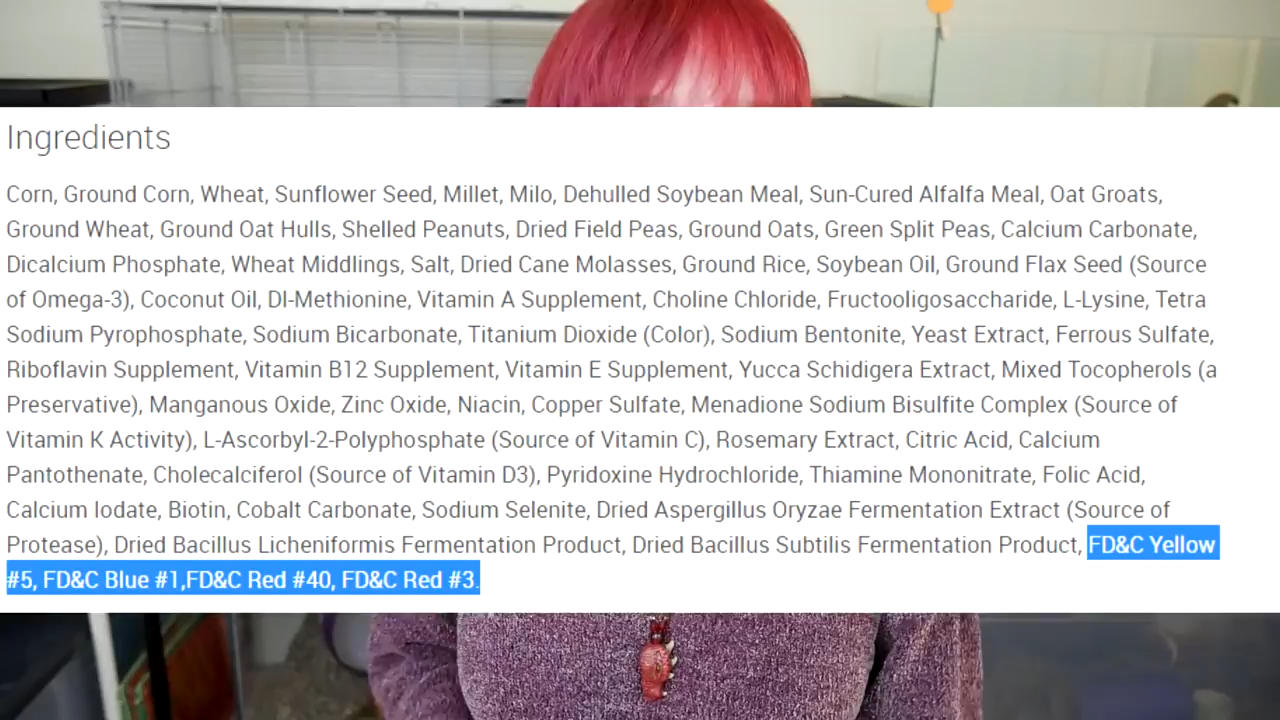 Ingredients
Corn, Ground Corn, Wheat, Sunflower Seed, Millet, Milo, Dehulled Soybean Meal, Sun-Cured Alfalfa Meal, Oat Groats,
Ground Wheat, Ground Oat Hulls, Shelled Peanuts, Dried Field Peas, Ground Oats, Green Split Peas, Calcium Carbonate,
Dicalcium Phosphate, Wheat Middlings, Salt, Dried Cane Molasses, Ground Rice, Soybean Oil, Ground Flax Seed (Source
of Omega-3), Coconut Oil, Dl-Methionine, Vitamin A Supplement, Choline Chloride, Fructooligosaccharide, L-Lysine, Tetra
Sodium Pyrophosphate, Sodium Bicarbonate, Titanium Dioxide (Color), Sodium Bentonite, Yeast Extract, Ferrous Sulfate,
Riboflavin Supplement, Vitamin B12 Supplement, Vitamin E Supplement, Yucca Schidigera Extract, Mixed Tocopherols (a
Preservative), Manganous Oxide, Zinc Oxide, Niacin, Copper Sulfate, Menadione Sodium Bisulfite Complex (Source of
Vitamin K Activity), L-Ascorbyl-2-Polyphosphate (Source of Vitamin C), Rosemary Extract, Citric Acid, Calcium
Pantothenate, Cholecalciferol (Source of Vitamin D3), Pyridoxine Hydrochloride, Thiamine Mononitrate, Folic Acid,
Calcium Iodate, Biotin, Cobalt Carbonate, Sodium Selenite, Dried Aspergillus Oryzae Fermentation Extract (Source of
Protease), Dried Bacillus Licheniformis Fermentation Product, Dried Bacillus Subtilis Fermentation Product, FD&C Yellow
#5, FD&C Blue #1,FD&C Red #40, FD&C Red #3.